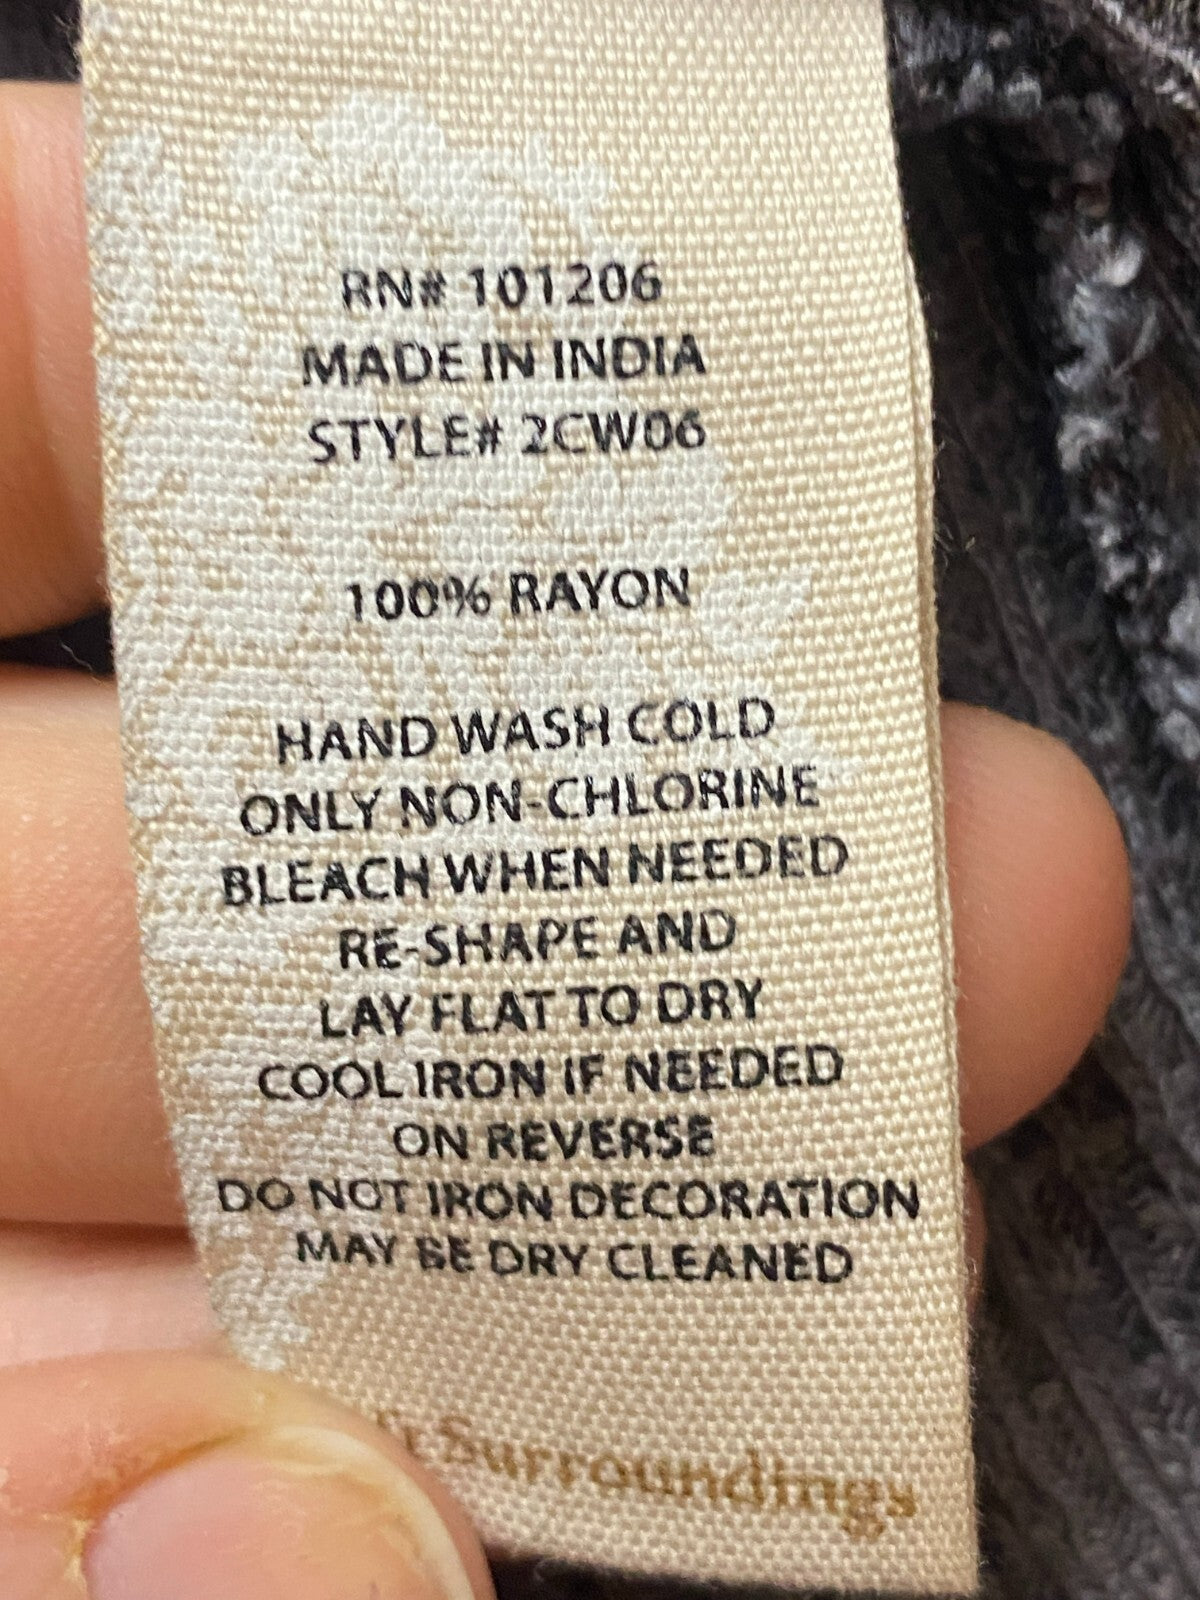 RN# 101206
MADE IN INDIA
STYLE# 2CW06
100% RAYON
HAND WASH COLD
ONLY NON-CHLORINE
BLEACH WHEN NEEDED
RE-SHAPE AND
LAY FLAT TO DRY
COOL IRON IF NEEDED
ON REVERSE
DO NOT IRON DECORATION
MAY BE DRY CLEANED
Surroundings